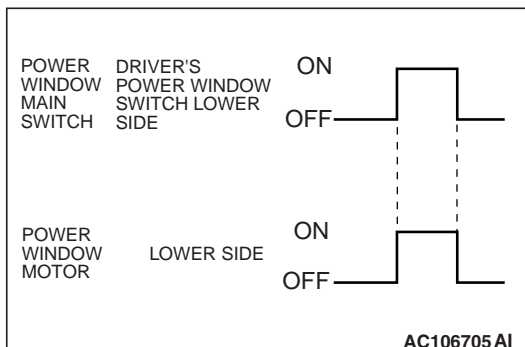 POWER WINDOW MAIN SWITCH
DRIVER'S POWER WINDOW SWITCH LOWER SIDE
ON
OFF
POWER WINDOW MOTOR
LOWER SIDE
ON
OFF
AC106705 AI